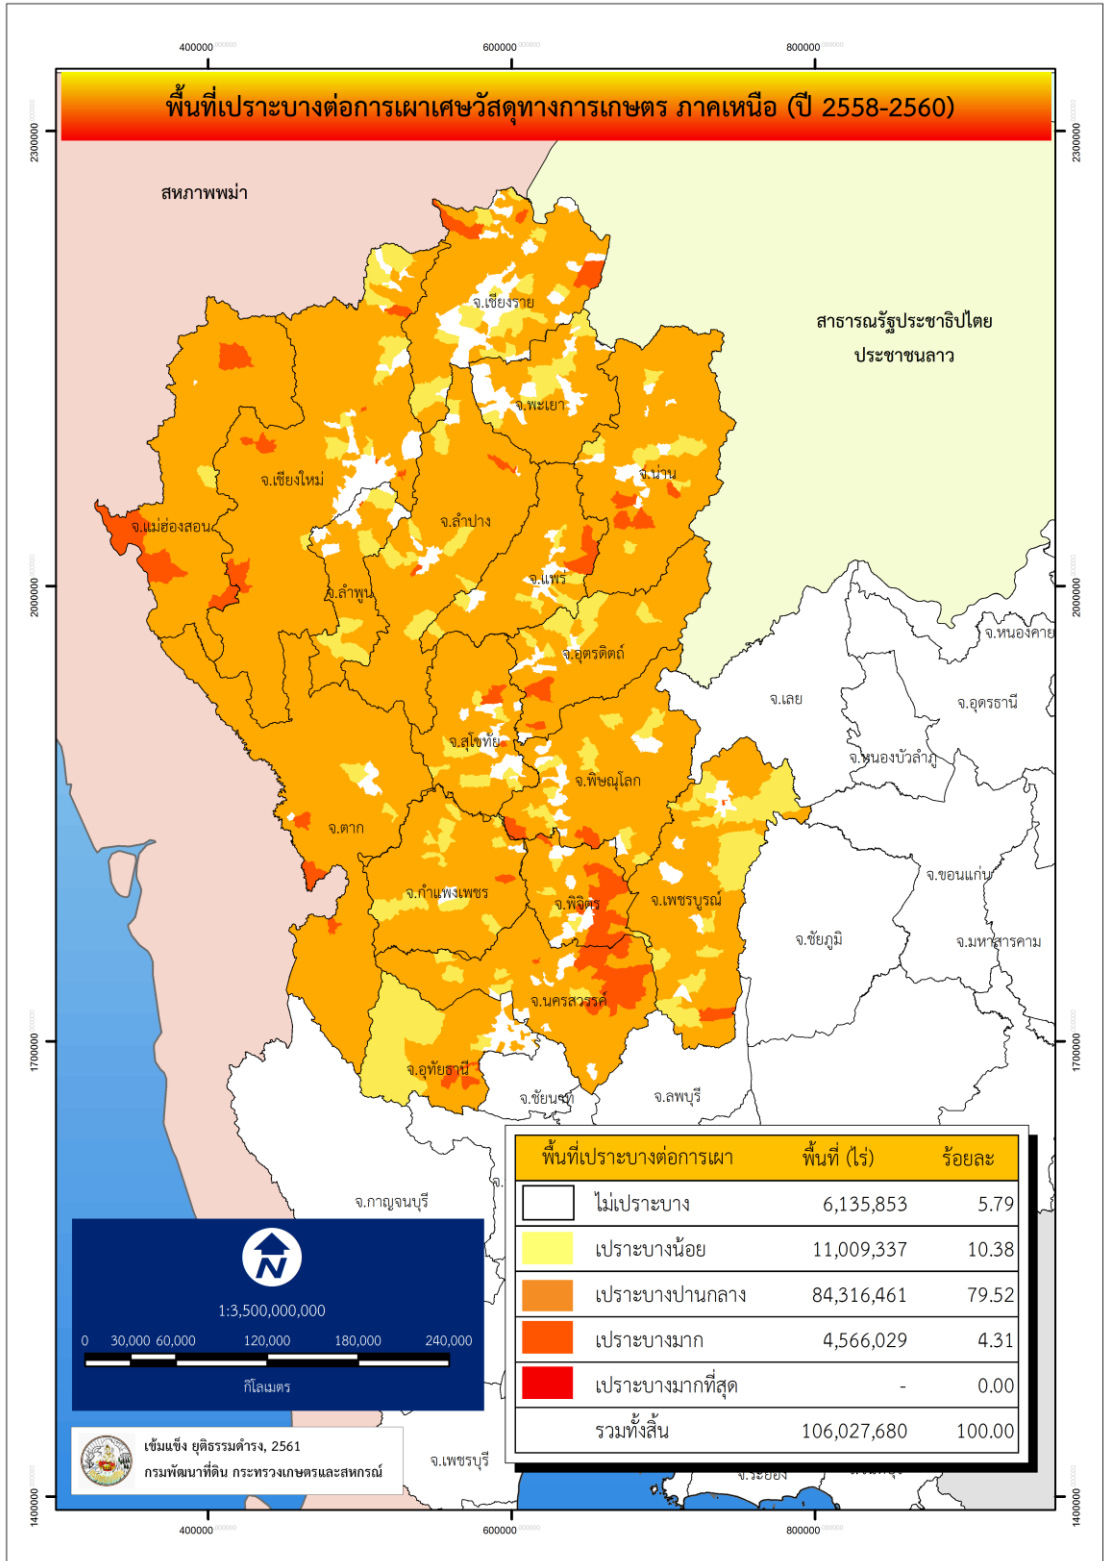 400000 600000 800000
พื้นที่เปราะบางต่อการเผาเศษวัสดุทางการเกษตร ภาคเหนือ (ปี 2558-2560)
2300000 2300000
สหภาพพม่า
จ.เชียงราย
สาธารณรัฐประชาธิปไตย
ประชาชนลาว
จ.พะเยา
จ.น่าน
จ.เชียงใหม่
จ.แม่ฮ่องสอน
จ.ลำปาง
จ.แพร่
2000000 2000000
จ.ลำพูน
จ.หนองคาย
จ.อุตรดิตถ์
จ.เลย
จ.อุดรธานี
จ.สุโขทัย
จ.หนองบัวลำภู
จ.พิษณุโลก
จ.ตาก
จ.ขอนแก่น
จ.กำแพงเพชร
จ.พิจิตร
จ.เพชรบูรณ์
จ.ชัยภูมิ
จ.มหาสารคาม
จ.นครสวรรค์
1700000 1700000
จ.อุทัยธานี
จ.ชัยนาท
จ.ลพบุรี
จ.กาญจนบุรี
พื้นที่เปราะบางต่อการเผา พื้นที่ (ไร่) ร้อยละ
ไม่เปราะบาง 6,135,853 5.79
เปราะบางน้อย 11,009,337 10.38
เปราะบางปานกลาง 84,316,461 79.52
เปราะบางมาก 4,566,029 4.31
เปราะบางมากที่สุด - 0.00
รวมทั้งสิ้น 106,027,680 100.00
N
1:3,500,000,000
0 30,000 60,000 120,000 180,000 240,000
กิโลเมตร
เข้มแข็ง ยุติธรรมดำรง, 2561
กรมพัฒนาที่ดิน กระทรวงเกษตรและสหกรณ์
จ.เพชรบุรี
จ.ระยอง
1400000 1400000
400000 600000 800000